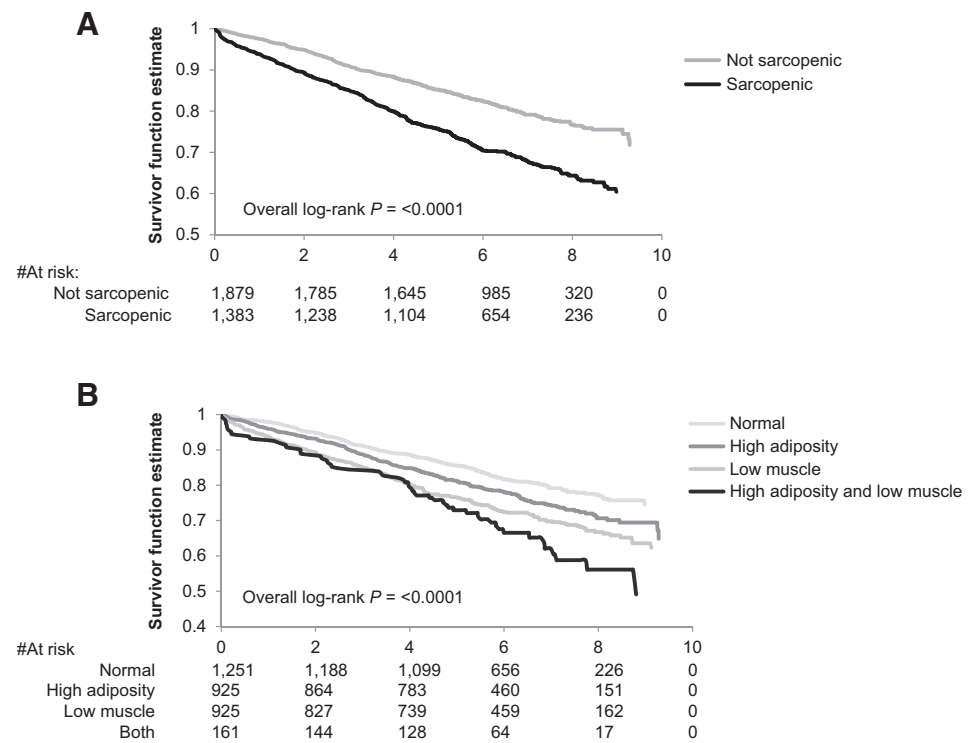 A
Survivor function estimate
1
0.9
0.8
0.7
0.6
0.5
Overall log-rank P = <0.0001
0 2 4 6 8 10
Not sarcopenic
Sarcopenic
#At risk:
Not sarcopenic 1,879 1,785 1,645 985 320 0
Sarcopenic 1,383 1,238 1,104 654 236 0
B
Survivor function estimate
1
0.9
0.8
0.7
0.6
0.5
0.4
Overall log-rank P = <0.0001
0 2 4 6 8 10
Normal
High adiposity
Low muscle
High adiposity and low muscle
#At risk
Normal 1,251 1,188 1,099 656 226 0
High adiposity 925 864 783 460 151 0
Low muscle 925 827 739 459 162 0
Both 161 144 128 64 17 0